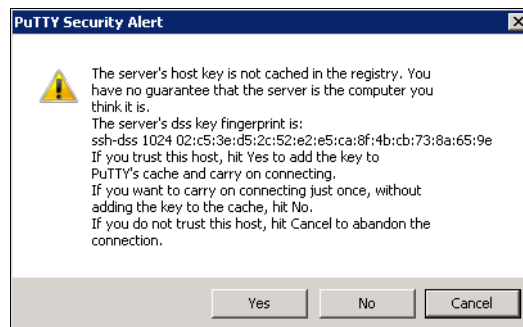 PuTTY Security Alert
The server's host key is not cached in the registry. You
have no guarantee that the server is the computer you
think it is.
The server's dss key fingerprint is:
ssh-dss 1024 02:c5:3e:d5:2c:52:e2:e5:ca:8f:4b:cb:73:8a:65:9e
If you trust this host, hit Yes to add the key to
PuTTY's cache and carry on connecting.
If you want to carry on connecting just once, without
adding the key to the cache, hit No.
If you do not trust this host, hit Cancel to abandon the
connection.
Yes No Cancel